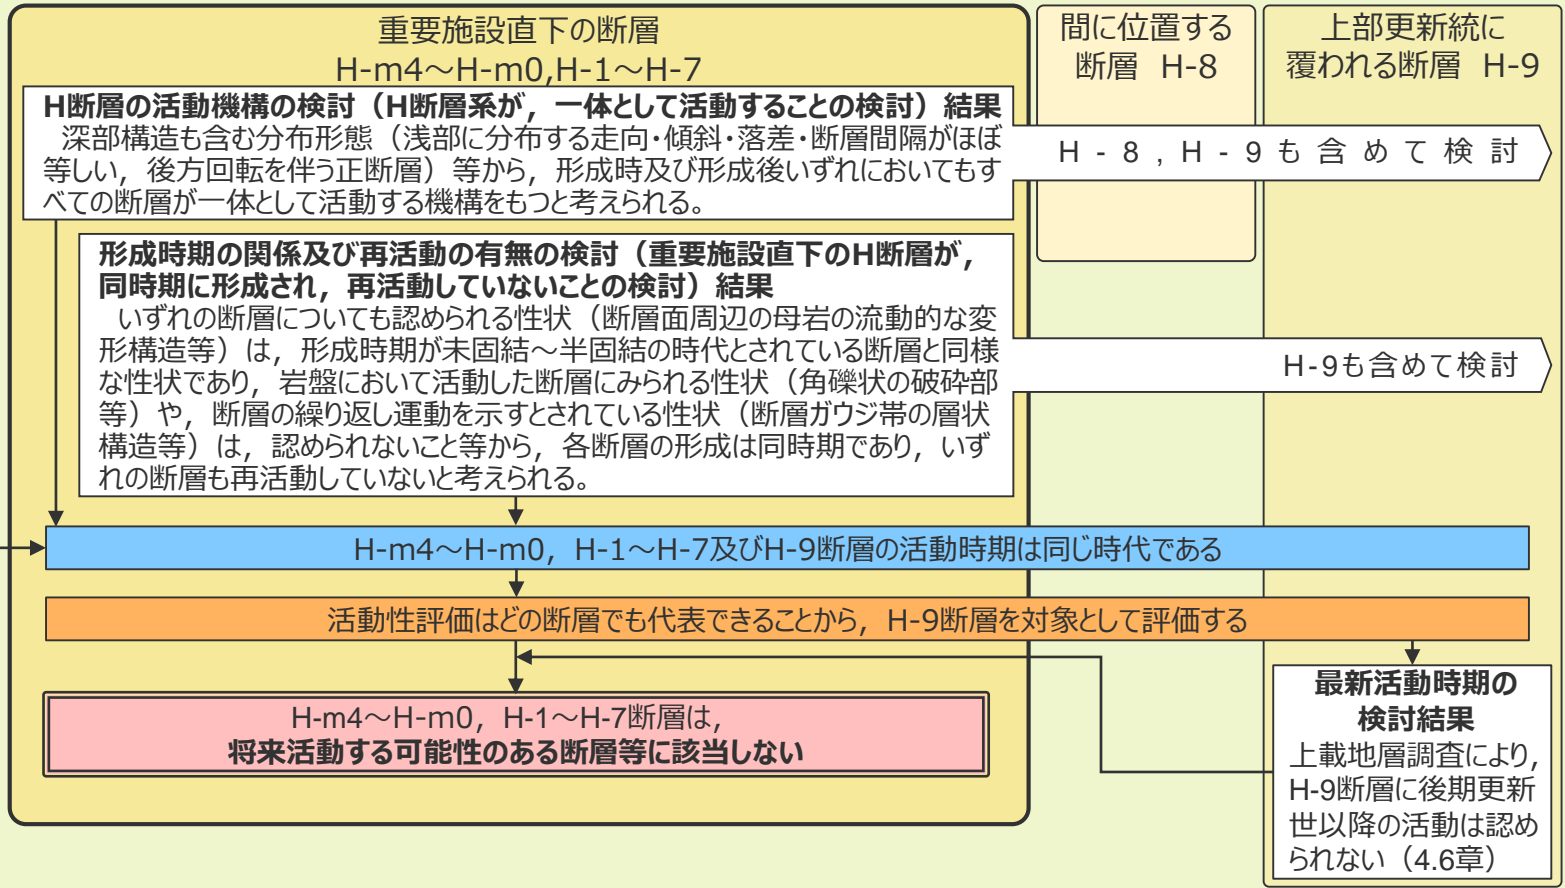 重要施設直下の断層
H-m4～H-m0,H-1～H-7
間に位置する
断層 H-8
上部更新統に
覆われる断層 H-9
H断層の活動機構の検討（H断層系が，一体として活動することの検討）結果
深部構造も含む分布形態（浅部に分布する走向・傾斜・落差・断層間隔がほぼ
等しい，後方回転を伴う正断層）等から，形成時及び形成後いずれにおいてもす
べての断層が一体として活動する機構をもつと考えられる。
H-8,H-9も含めて検討
形成時期の関係及び再活動の有無の検討（重要施設直下のH断層が，
同時期に形成され，再活動していないことの検討）結果
いずれの断層についても認められる性状（断層面周辺の母岩の流動的な変
形構造等）は，形成時期が未固結～半固結の時代とされている断層と同様
な性状であり，岩盤において活動した断層にみられる性状（角礫状の破砕部
等）や，断層の繰り返し運動を示すとされている性状（断層ガウジ帯の層状
構造等）は，認められないこと等から，各断層の形成は同時期であり，いず
れの断層も再活動していないと考えられる。
H-9も含めて検討
H-m4～H-m0，H-1～H-7及びH-9断層の活動時期は同じ時代である
活動性評価はどの断層でも代表できることから，H-9断層を対象として評価する
H-m4～H-m0，H-1～H-7断層は，
将来活動する可能性のある断層等に該当しない
最新活動時期の
検討結果
上載地層調査により，
H-9断層に後期更新
世以降の活動は認め
られない（4.6章）